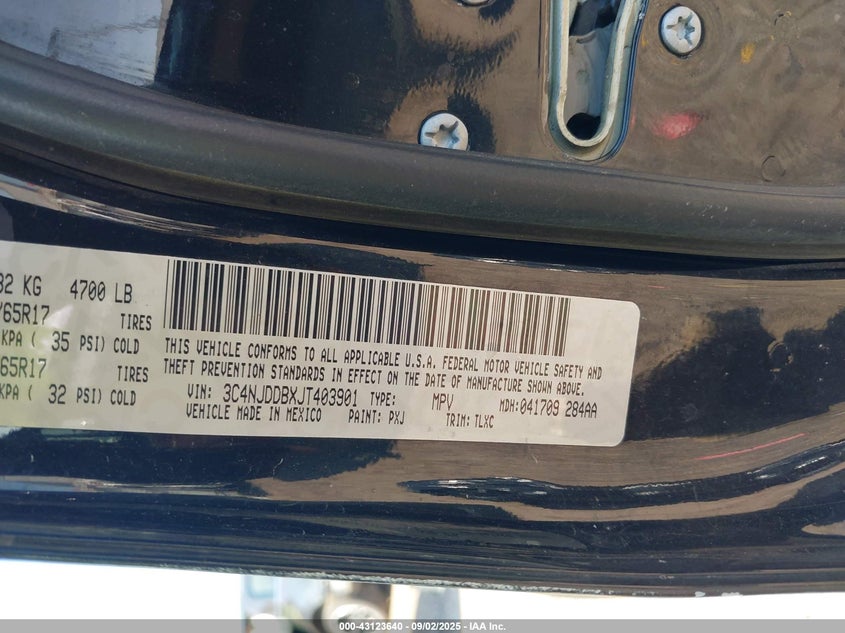 82 KG 4700 LB
/65R17 TIRES
KPA ( 35 PSI) COLD
/65R17 TIRES
KPA ( 32 PSI) COLD
THIS VEHICLE CONFORMS TO ALL APPLICABLE U.S.A. FEDERAL MOTOR VEHICLE SAFETY AND
THEFT PREVENTION STANDARDS IN EFFECT ON THE DATE OF MANUFACTURE SHOWN ABOVE.
VIN: 3C4NJDDBXJT403901 TYPE: MPV MDH:041709 284AA
VEHICLE MADE IN MEXICO PAINT: PXJ TRIM: TLXC
000-43123640 - 09/02/2025 - IAA Inc.